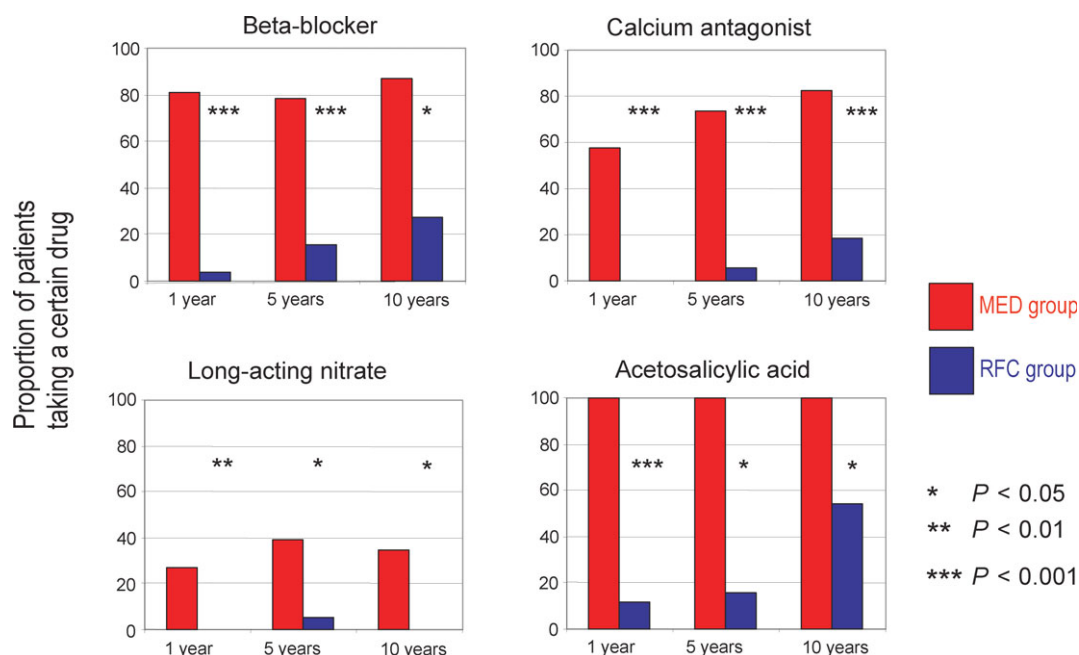 Proportion of patients
taking a certain drug
Beta-blocker
100
80
60
40
20
0
***
***
*
1 year
5 years
10 years
Calcium antagonist
100
80
60
40
20
0
***
***
***
1 year
5 years
10 years
Long-acting nitrate
100
80
60
40
20
0
**
*
*
1 year
5 years
10 years
Acetosalicylic acid
100
80
60
40
20
0
***
*
*
1 year
5 years
10 years
MED group
RFC group
* P < 0.05
** P < 0.01
*** P < 0.001